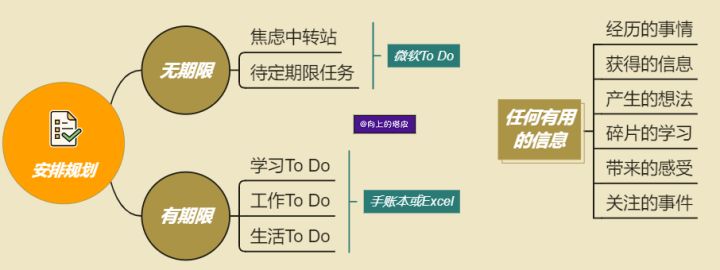 安排规划
无期限
焦虑中转站
待定期限任务
微软To Do
@向上的塔皮
有期限
学习To Do
工作To Do
生活To Do
手账本或Excel
任何有用
的信息
经历的事情
获得的信息
产生的想法
碎片的学习
带来的感受
关注的事件